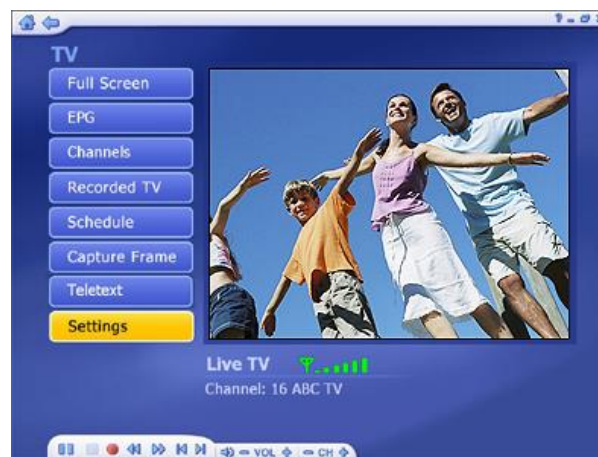 TV
Full Screen
EPG
Channels
Recorded TV
Schedule
Capture Frame
Teletext
Settings
Live TV
Channel: 16 ABC TV
VOL
CH